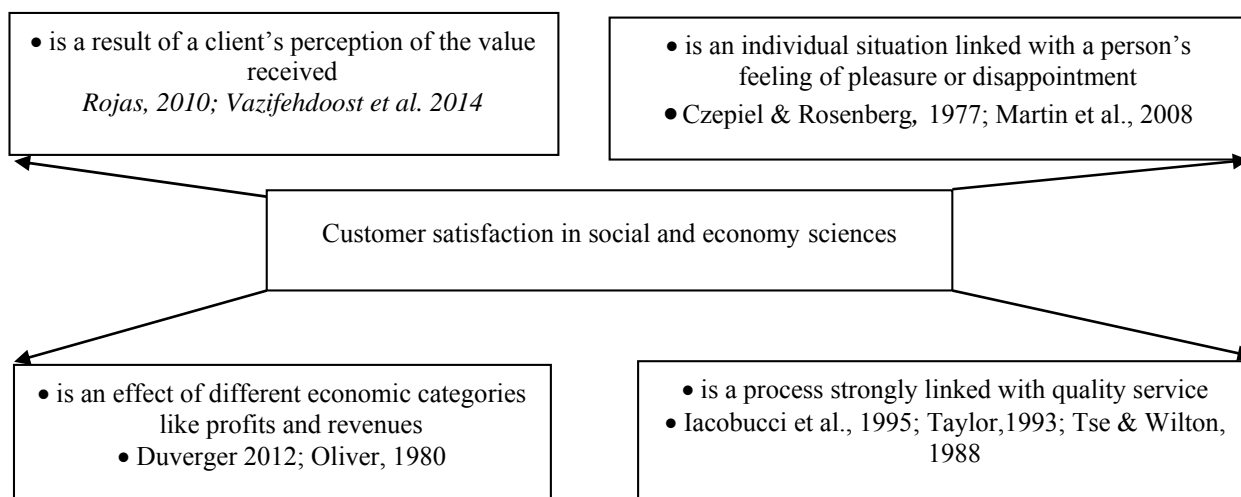 • is a result of a client’s perception of the value
received
Rojas, 2010; Vazifehdoost et al. 2014
• is an individual situation linked with a person’s
feeling of pleasure or disappointment
• Czepiel & Rosenberg, 1977; Martin et al., 2008
Customer satisfaction in social and economy sciences
• is an effect of different economic categories
like profits and revenues
• Duverger 2012; Oliver, 1980
• is a process strongly linked with quality service
• Iacobucci et al., 1995; Taylor,1993; Tse & Wilton,
1988